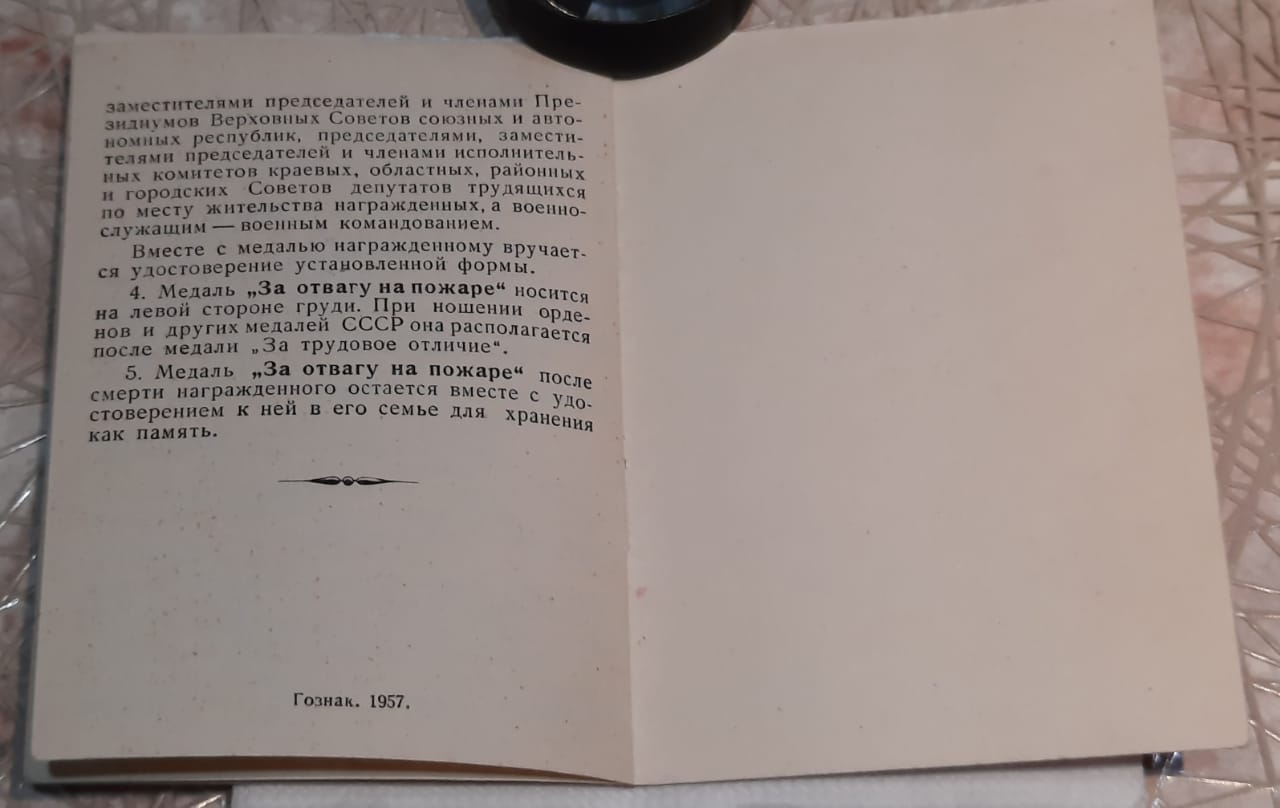 заместителями председателей и членами Пре-
зидиумов Верховных Советов союзных и авто-
номных республик, председателями, замести-
телями председателей и членами исполнитель-
ных комитетов краевых, областных, районных
и городских Советов депутатов трудящихся
по месту жительства награжденных, а военно-
служащим — военным командованием.
Вместе с медалью награжденному вручает-
ся удостоверение установленной формы.
4. Медаль „За отвагу на пожаре“ носится
на левой стороне груди. При ношении орде-
нов и других медалей СССР она располагается
после медали „За трудовое отличие“.
5. Медаль „За отвагу на пожаре“ после
смерти награжденного остается вместе с удо-
стоверением к ней в его семье для хранения
как память.
Гознак. 1957.